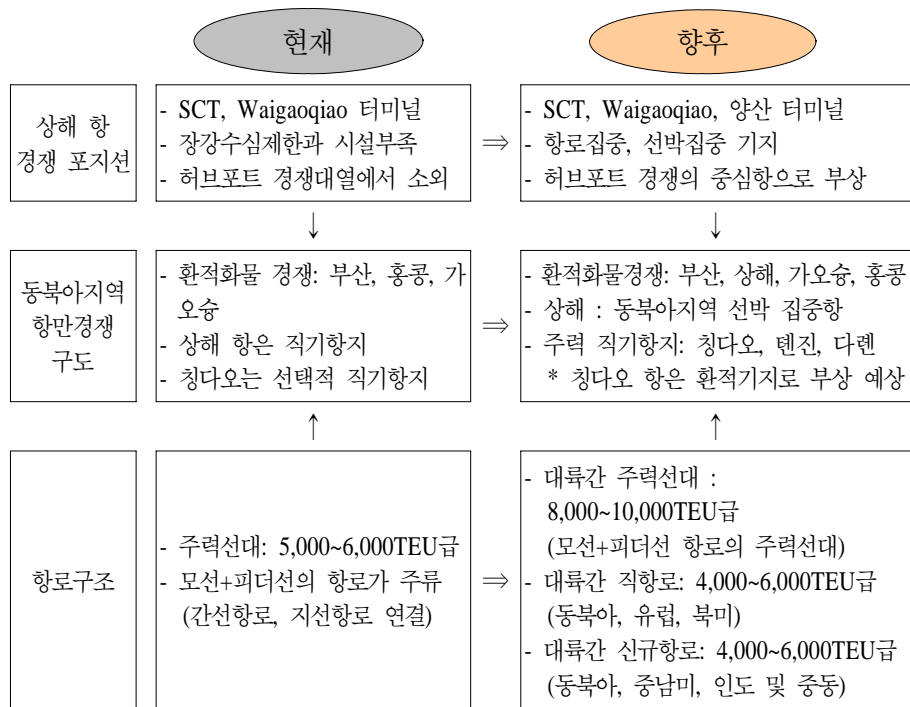 현재
향후
상해 항
경쟁 포지션
- SCT, Waigaoqiao 터미널
- 장강수심제한과 시설부족
- 허브포트 경쟁대열에서 소외
⇒
- SCT, Waigaoqiao, 양산 터미널
- 항로집중, 선박집중 기지
- 허브포트 경쟁의 중심항으로 부상
↓
↓
동북아지역
항만경쟁
구도
- 환적화물 경쟁: 부산, 홍콩, 가
오슝
- 상해 항은 직기항지
- 칭다오는 선택적 직기항지
⇒
- 환적화물경쟁: 부산, 상해, 가오슝, 홍콩
- 상해 : 동북아지역 선박 집중항
- 주력 직기항지: 칭다오, 톈진, 다롄
* 칭다오 항은 환적기지로 부상 예상
↑
↑
항로구조
- 주력선대: 5,000~6,000TEU급
- 모선+피더선의 항로가 주류
(간선항로, 지선항로 연결)
⇒
- 대륙간 주력선대 :
8,000~10,000TEU급
(모선+피더선 항로의 주력선대)
- 대륙간 직항로: 4,000~6,000TEU급
(동북아, 유럽, 북미)
- 대륙간 신규항로: 4,000~6,000TEU급
(동북아, 중남미, 인도 및 중동)